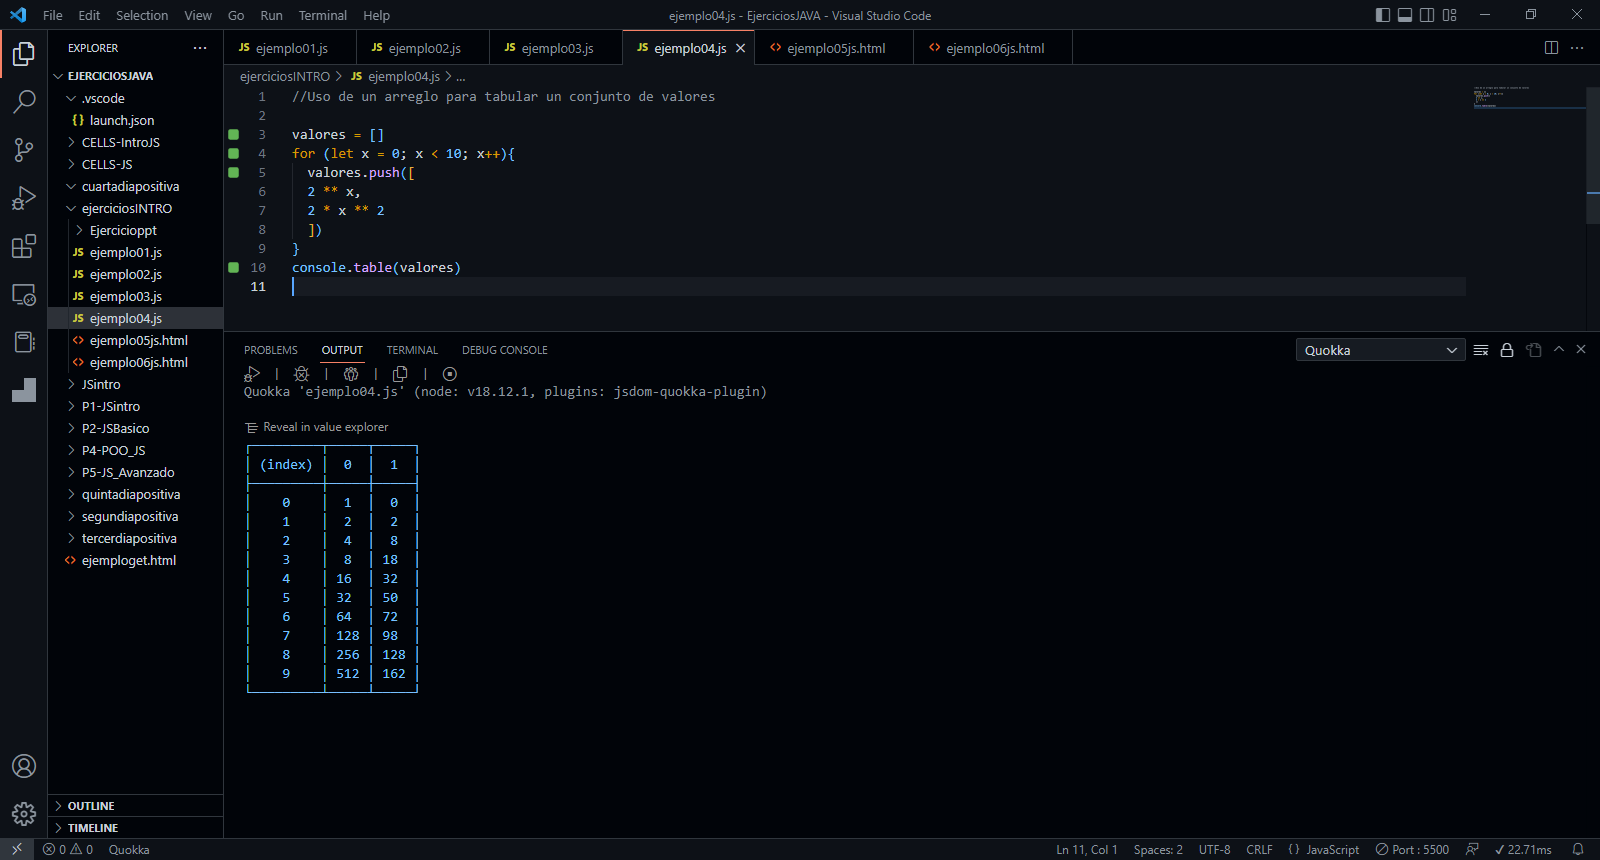 File Edit Selection View Go Run Terminal Help
ejemplo04.js - EjerciciosJAVA - Visual Studio Code
EXPLORER
EJERCICIOSJAVA
.vscode
{} launch.json
CELLS-IntroJS
CELLS-JS
cuartadiapositiva
ejerciciosINTRO
Ejercicioppt
JS ejemplo01.js
JS ejemplo02.js
JS ejemplo03.js
JS ejemplo04.js
<> ejemplo05js.html
<> ejemplo06js.html
JSintro
P1-JSintro
P2-JSBasico
P4-POO_JS
P5-JS_Avanzado
quintadiapositiva
segundiapositiva
tercerdiapositiva
<> ejemploget.html
OUTLINE
TIMELINE
JS ejemplo01.js JS ejemplo02.js JS ejemplo03.js JS ejemplo04.js <> ejemplo05js.html <> ejemplo06js.html
ejerciciosINTRO > JS ejemplo04.js > ...
1 //Uso de un arreglo para tabular un conjunto de valores
2
3 valores = []
4 for (let x = 0; x < 10; x++){
5 valores.push([
6 2 ** x,
7 2 * x ** 2
8 ])
9 }
10 console.table(valores)
11
PROBLEMS OUTPUT TERMINAL DEBUG CONSOLE
Quokka
Quokka 'ejemplo04.js' (node: v18.12.1, plugins: jsdom-quokka-plugin)
Reveal in value explorer
(index) 0 1
0 1 0
1 2 2
2 4 8
3 8 18
4 16 32
5 32 50
6 64 72
7 128 98
8 256 128
9 512 162
0 0 Quokka
Ln 11, Col 1 Spaces: 2 UTF-8 CRLF {} JavaScript Port : 5500 ✓ 22.71ms